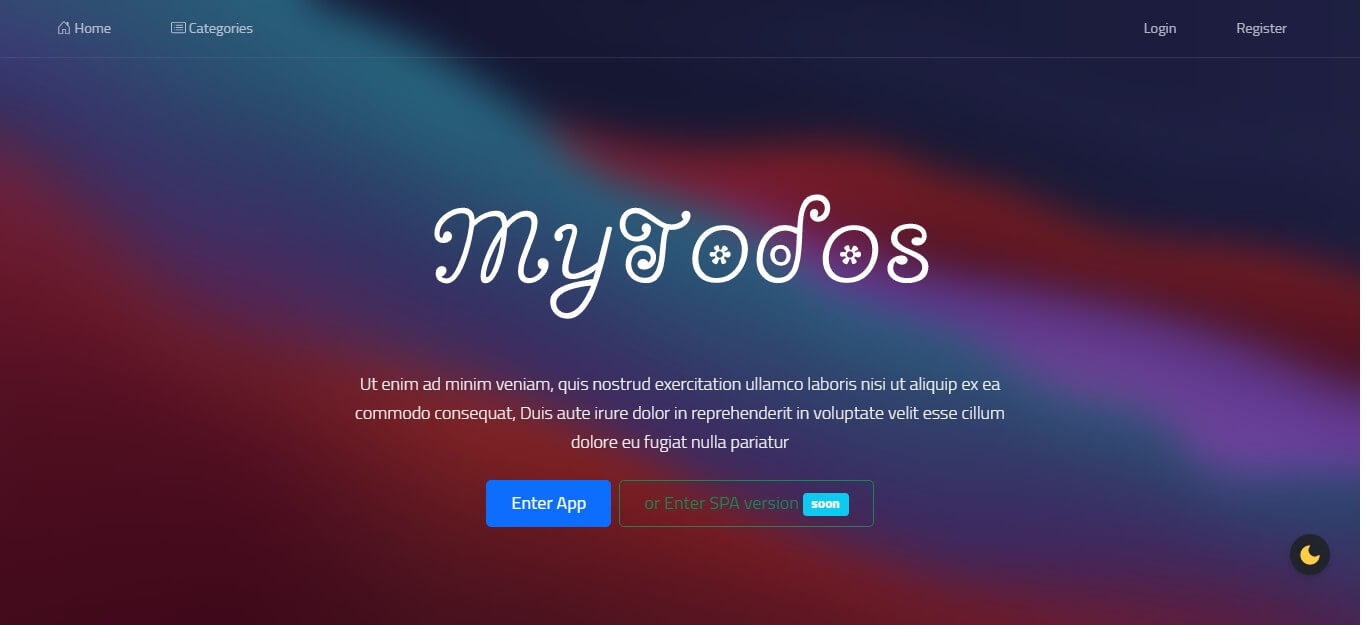 Home Categories Login Register
MyTodos
Ut enim ad minim veniam, quis nostrud exercitation ullamco laboris nisi ut aliquip ex ea
commodo consequat, Duis aute irure dolor in reprehenderit in voluptate velit esse cillum
dolore eu fugiat nulla pariatur
Enter App or Enter SPA version soon